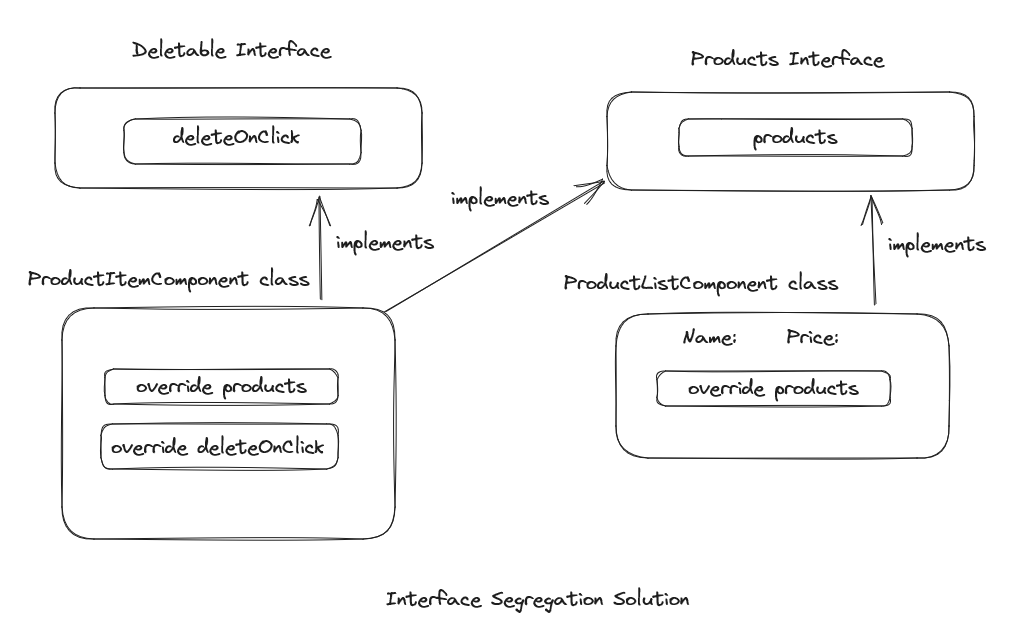 Deletable Interface
Products Interface
deleteOnClick
products
implements
implements
implements
ProductItemComponent class
ProductListComponent class
Name: Price:
override products
override products
override deleteOnClick
Interface Segregation Solution